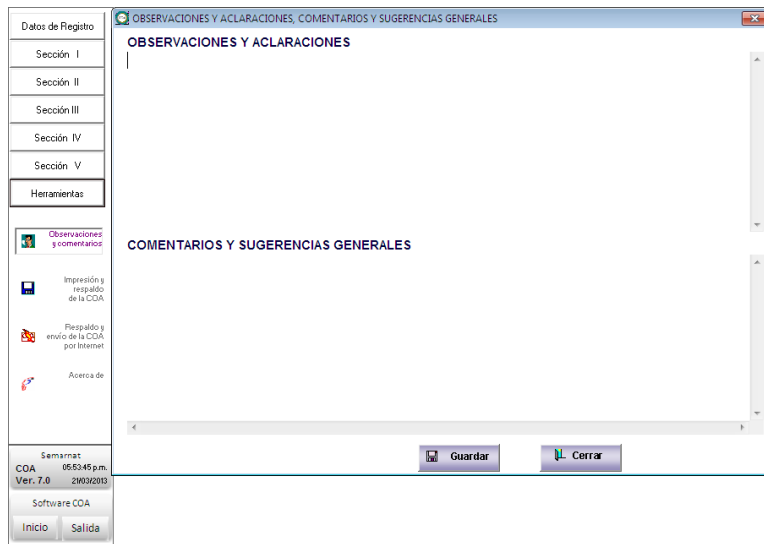 Datos de Registro
Sección I
Sección II
Sección III
Sección IV
Sección V
Herramientas
Observaciones
y comentarios
Impresión y
respaldo
de la COA
Respaldo y
envío de la COA
por Internet
Acerca de
Semarnat
COA 05:53:45 p.m.
Ver. 7.0 21/03/2013
Software COA
Inicio Salida
OBSERVACIONES Y ACLARACIONES, COMENTARIOS Y SUGERENCIAS GENERALES
OBSERVACIONES Y ACLARACIONES
COMENTARIOS Y SUGERENCIAS GENERALES
Guardar Cerrar